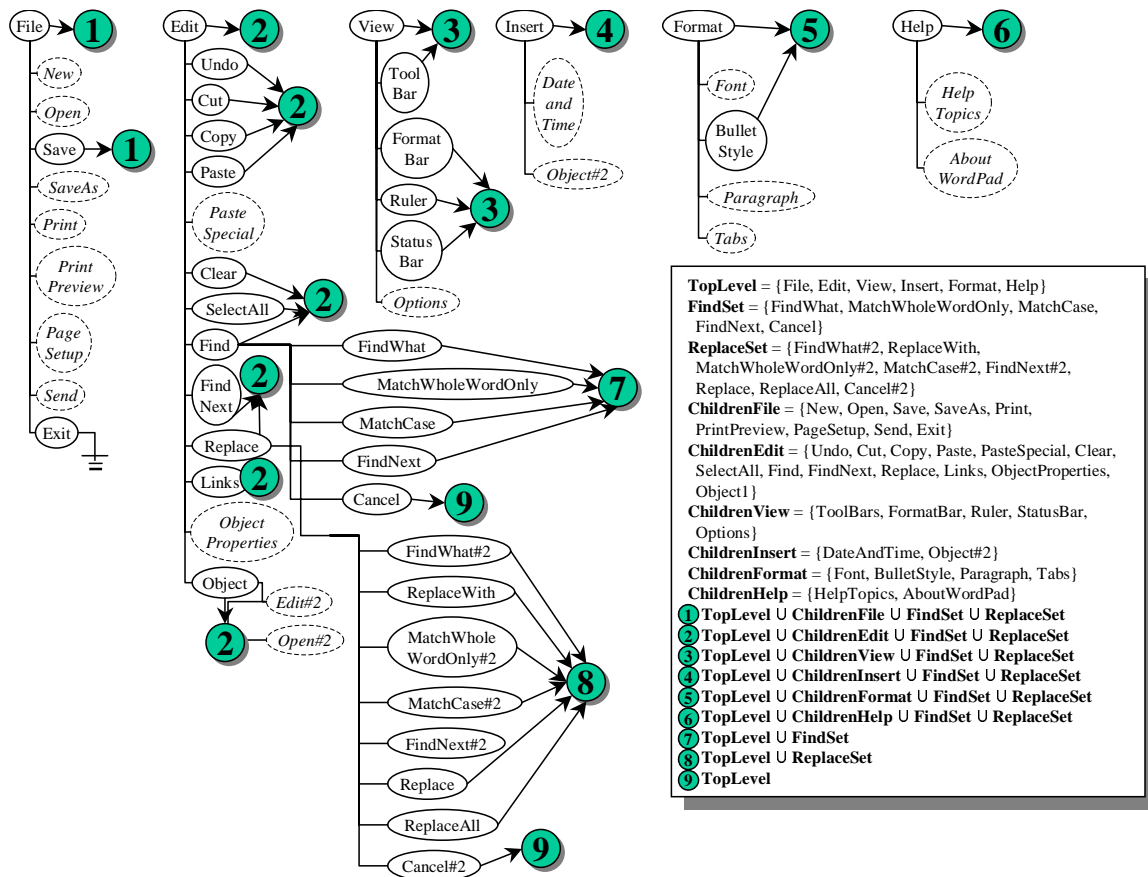 File
1
New
Open
Save
1
SaveAs
Print
Print
Preview
Page
Setup
Send
Exit
Edit
2
Undo
Cut
2
Copy
Paste
Paste
Special
Clear
2
SelectAll
Find
Find
Next
2
Replace
Links
2
Object
Properties
Object
Edit#2
2
Open#2
FindWhat
MatchWholeWordOnly
7
MatchCase
FindNext
Cancel
9
FindWhat#2
ReplaceWith
MatchWhole
WordOnly#2
8
MatchCase#2
FindNext#2
Replace
ReplaceAll
Cancel#2
9
View
3
Tool
Bar
Format
Bar
Ruler
3
Status
Bar
Options
Insert
4
Date
and
Time
Object#2
Format
5
Font
Bullet
Style
Paragraph
Tabs
Help
6
Help
Topics
About
WordPad
TopLevel = {File, Edit, View, Insert, Format, Help}
FindSet = {FindWhat, MatchWholeWordOnly, MatchCase,
FindNext, Cancel}
ReplaceSet = {FindWhat#2, ReplaceWith,
MatchWholeWordOnly#2, MatchCase#2, FindNext#2,
Replace, ReplaceAll, Cancel#2}
ChildrenFile = {New, Open, Save, SaveAs, Print,
PrintPreview, PageSetup, Send, Exit}
ChildrenEdit = {Undo, Cut, Copy, Paste, PasteSpecial, Clear,
SelectAll, Find, FindNext, Replace, Links, ObjectProperties,
Object1}
ChildrenView = {ToolBars, FormatBar, Ruler, StatusBar,
Options}
ChildrenInsert = {DateAndTime, Object#2}
ChildrenFormat = {Font, BulletStyle, Paragraph, Tabs}
ChildrenHelp = {HelpTopics, AboutWordPad}
1 TopLevel ∪ ChildrenFile ∪ FindSet ∪ ReplaceSet
2 TopLevel ∪ ChildrenEdit ∪ FindSet ∪ ReplaceSet
3 TopLevel ∪ ChildrenView ∪ FindSet ∪ ReplaceSet
4 TopLevel ∪ ChildrenInsert ∪ FindSet ∪ ReplaceSet
5 TopLevel ∪ ChildrenFormat ∪ FindSet ∪ ReplaceSet
6 TopLevel ∪ ChildrenHelp ∪ FindSet ∪ ReplaceSet
7 TopLevel ∪ FindSet
8 TopLevel ∪ ReplaceSet
9 TopLevel